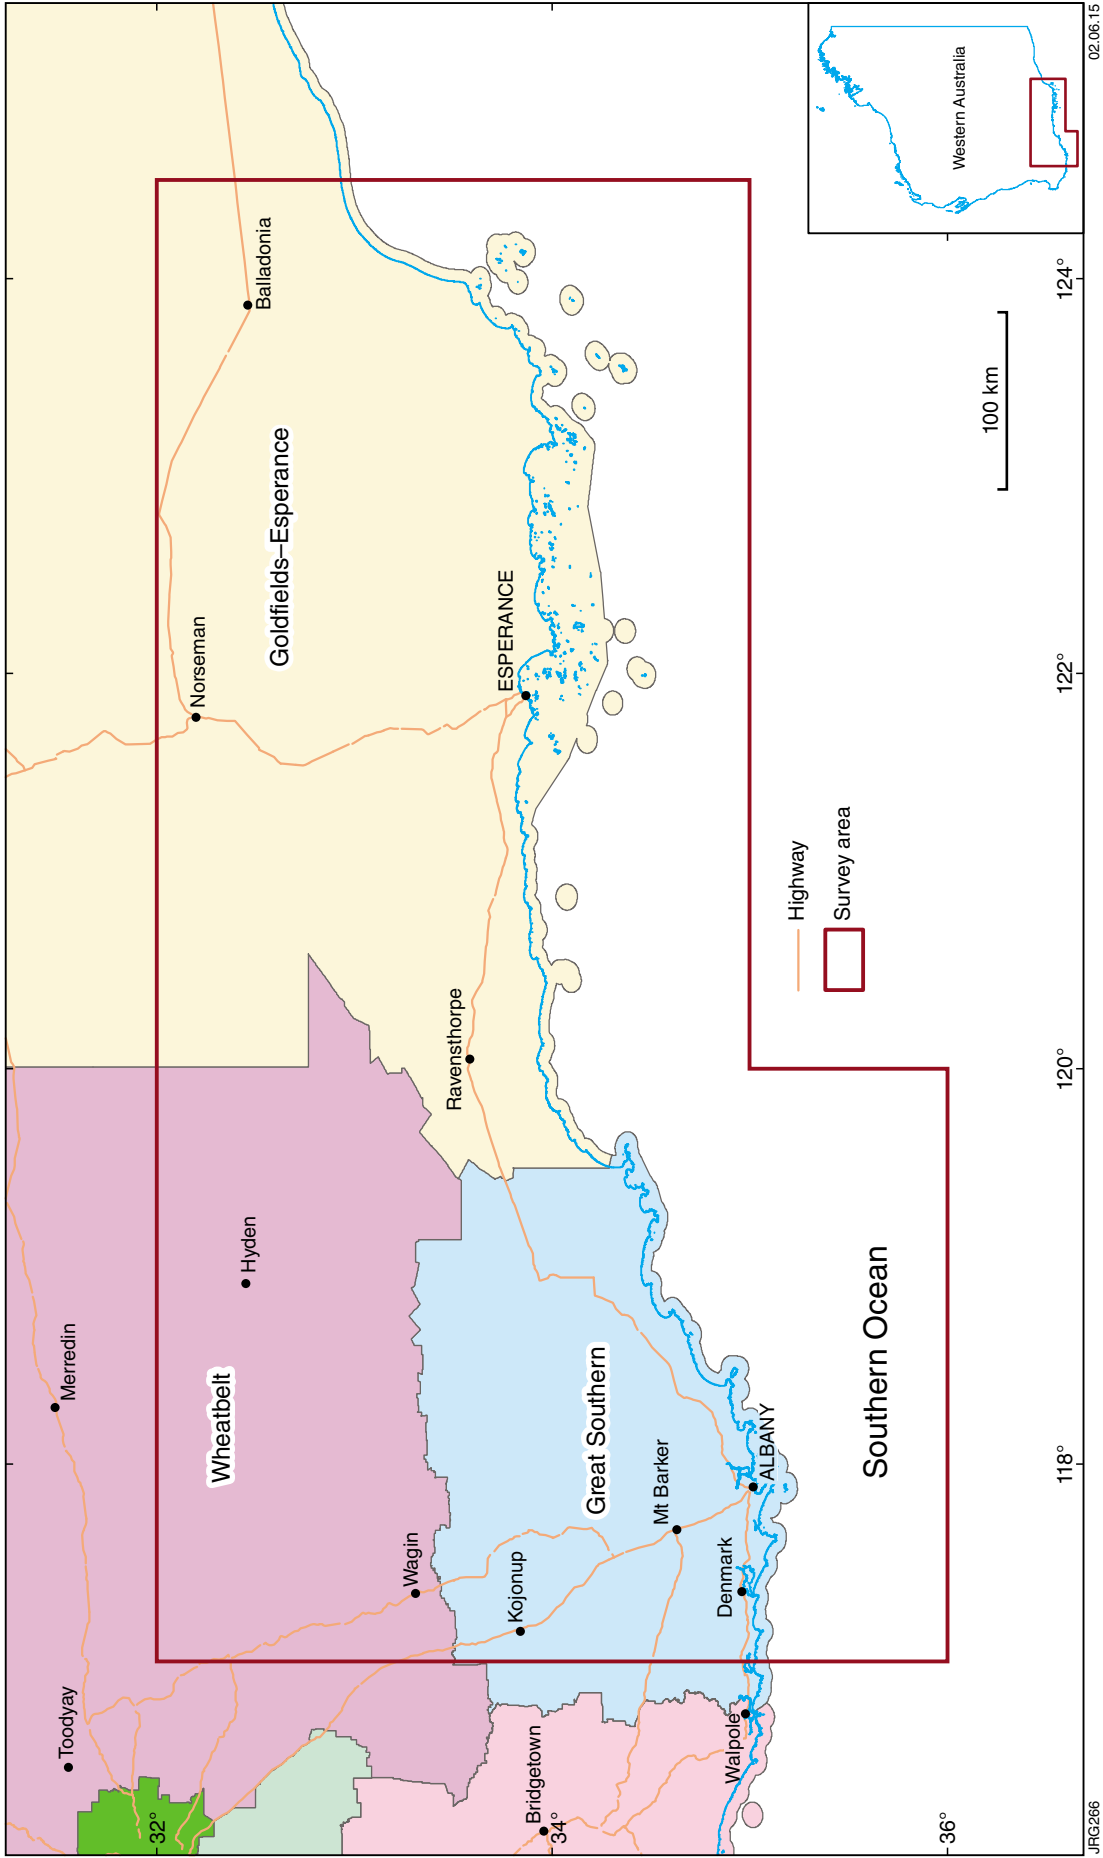 Toodyay
Merredin
Norseman
Balladonia
Hyden
Wheatbelt
Goldfields–Esperance
Wagin
Ravensthorpe
ESPERANCE
Kojonup
Bridgetown
Great Southern
Mt Barker
Denmark
ALBANY
Walpole
Southern Ocean
Highway
Survey area
100 km
Western Australia
32°
34°
36°
118°
120°
122°
124°
JRG266
02.06.15